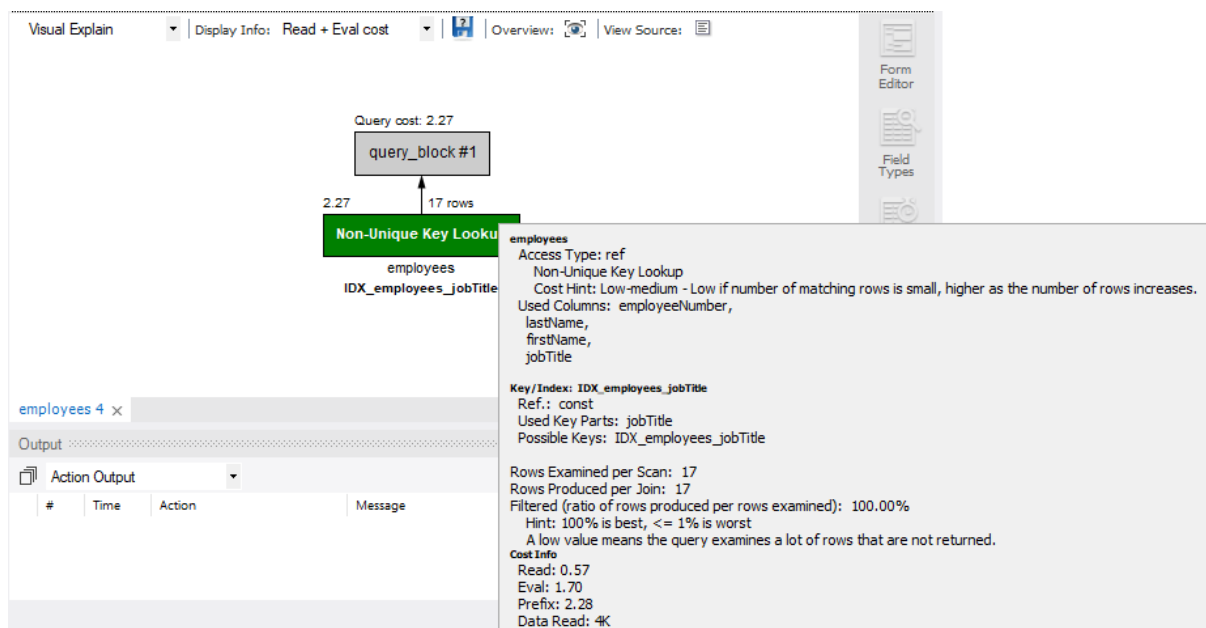 Visual Explain Display Info: Read + Eval cost Overview: View Source:
Form
Editor
Field
Types
Query cost: 2.27
query_block #1
2.27 17 rows
Non-Unique Key Looku
employees
IDX_employees_jobTitle
employees
Access Type: ref
Non-Unique Key Lookup
Cost Hint: Low-medium - Low if number of matching rows is small, higher as the number of rows increases.
Used Columns: employeeNumber,
lastName,
firstName,
jobTitle
Key/Index: IDX_employees_jobTitle
Ref.: const
Used Key Parts: jobTitle
Possible Keys: IDX_employees_jobTitle
Rows Examined per Scan: 17
Rows Produced per Join: 17
Filtered (ratio of rows produced per rows examined): 100.00%
Hint: 100% is best, <= 1% is worst
A low value means the query examines a lot of rows that are not returned.
Cost Info
Read: 0.57
Eval: 1.70
Prefix: 2.28
Data Read: 4K
employees 4 ×
Output
Action Output
# Time Action Message